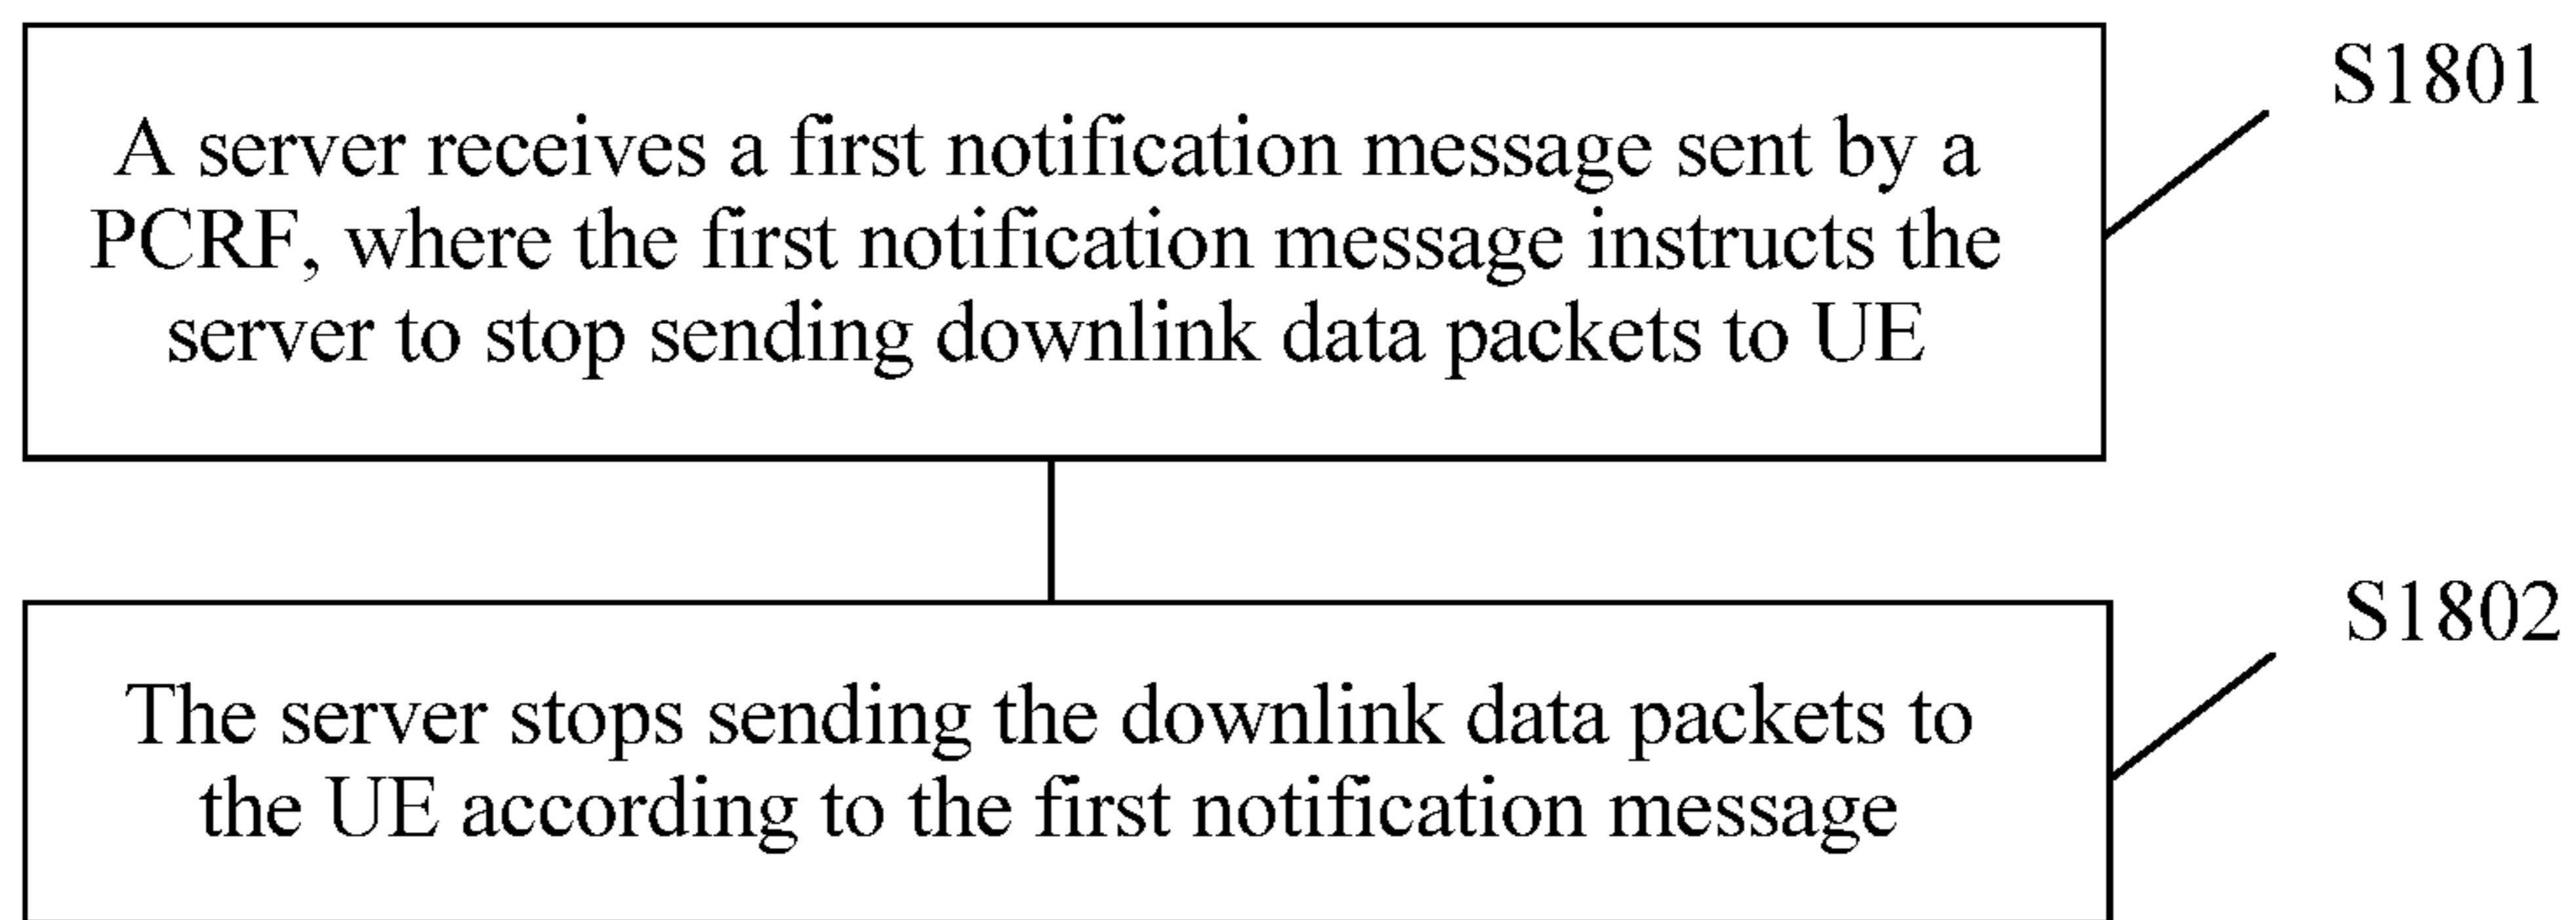 A server receives a first notification message sent by a
PCRF, where the first notification message instructs the
server to stop sending downlink data packets to UE
S1801
The server stops sending the downlink data packets to
the UE according to the first notification message
S1802